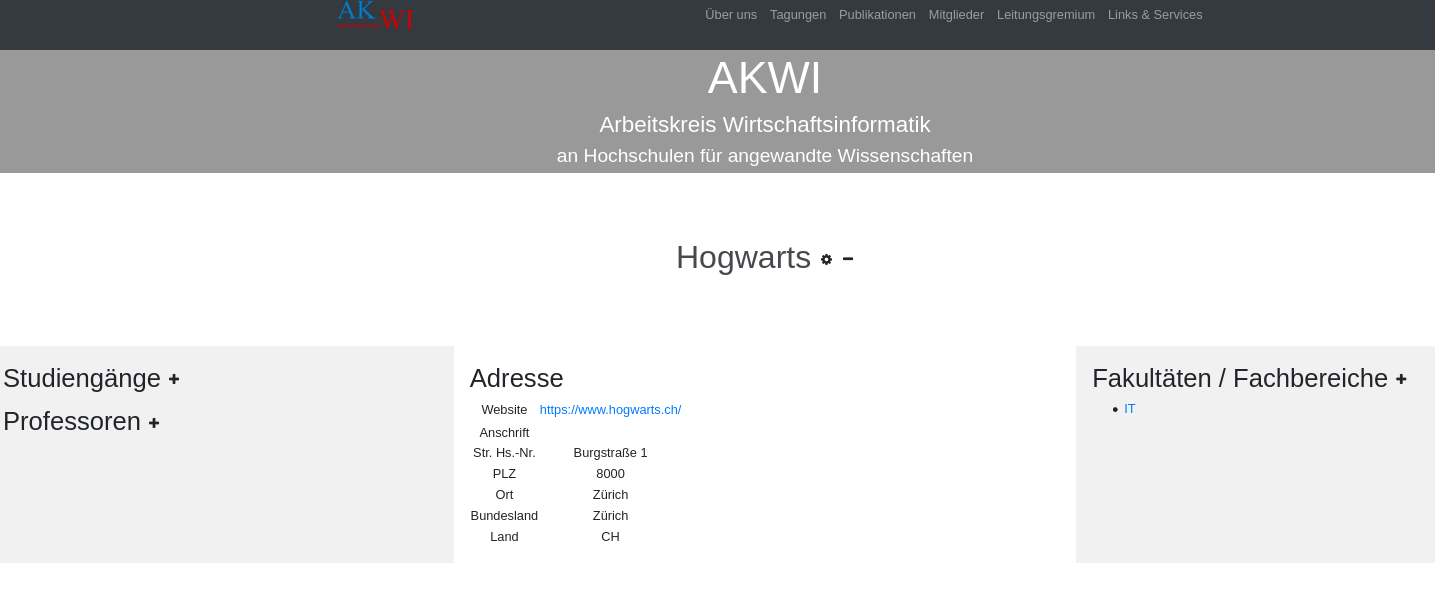 AK WI
Über uns Tagungen Publikationen Mitglieder Leitungsgremium Links & Services
AKWI
Arbeitskreis Wirtschaftsinformatik
an Hochschulen für angewandte Wissenschaften
Hogwarts
Studiengänge
Professoren
Adresse
Website https://www.hogwarts.ch/
Anschrift
Str. Hs.-Nr. Burgstraße 1
PLZ 8000
Ort Zürich
Bundesland Zürich
Land CH
Fakultäten / Fachbereiche
IT